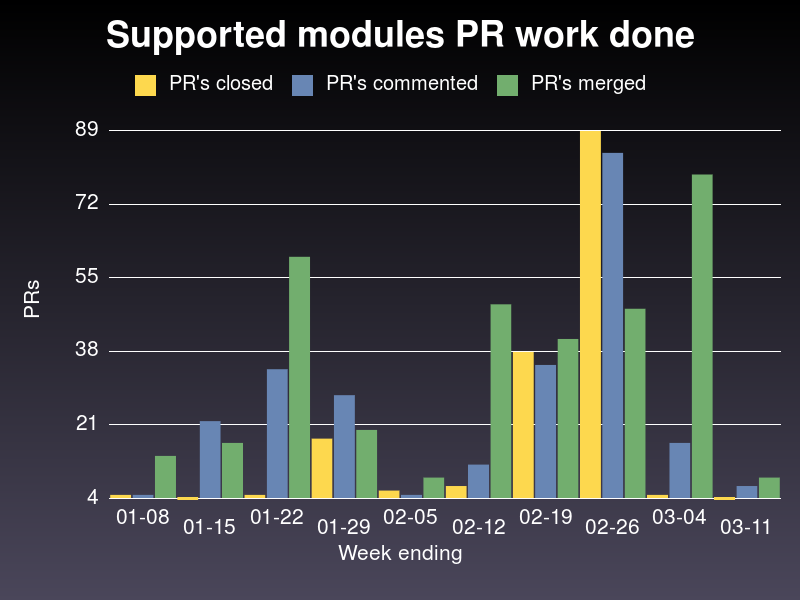 Supported modules PR work done
PR's closed PR's commented PR's merged
89
72
55
38
21
4
PRs
01-08 01-15 01-22 01-29 02-05 02-12 02-19 02-26 03-04 03-11
Week ending